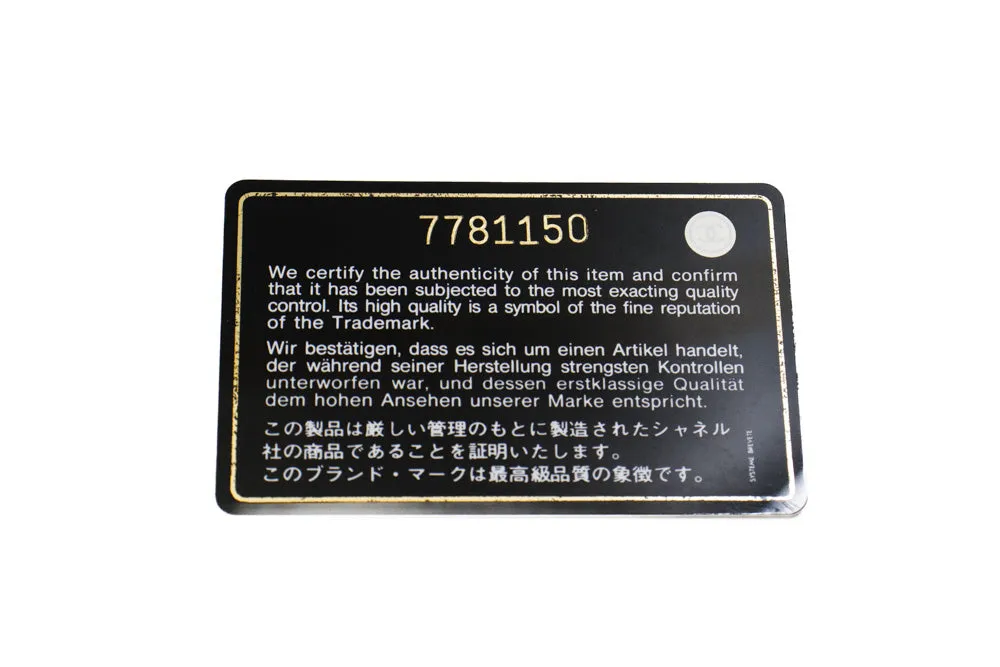 7781150
We certify the authenticity of this item and confirm
that it has been subjected to the most exacting quality
control. Its high quality is a symbol of the fine reputation
of the Trademark.
Wir bestätigen, dass es sich um einen Artikel handelt,
der während seiner Herstellung strengsten Kontrollen
unterworfen war, und dessen erstklassige Qualität
dem hohen Ansehen unserer Marke entspricht.
この製品は厳しい管理のもとに製造されたシャネル
社の商品であることを証明いたします。
このブランド・マークは最高級品質の象徴です。